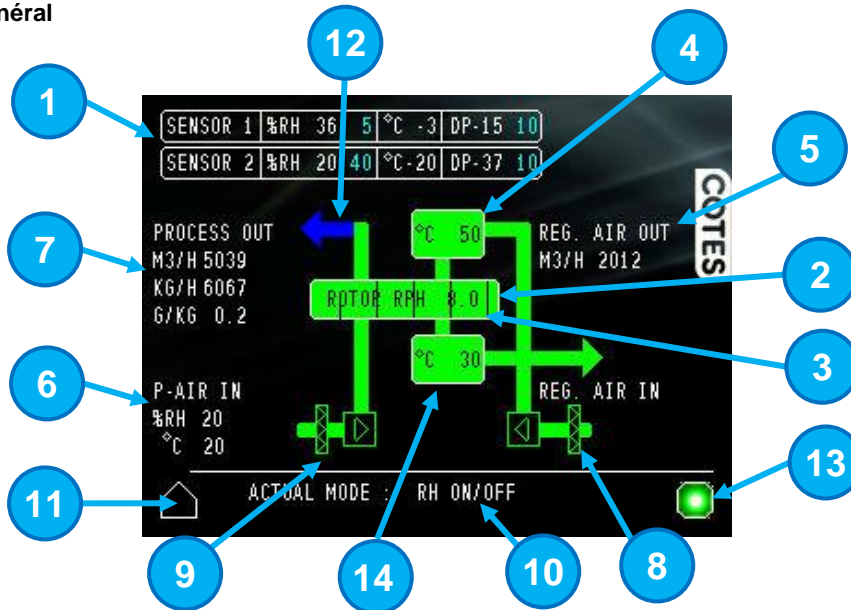 néral
12
4
1
SENSOR 1 %RH 36 5 °C -3 DP-15 10
SENSOR 2 %RH 20 40 °C-20 DP-37 10
5
COTES
7
PROCESS OUT
M3/H 5039
KG/H 6067
G/KG 0.2
°C 50
REG. AIR OUT
M3/H 2012
2
ROTOR RPH 8.0
3
°C 30
6
P-AIR IN
%RH 20
°C 20
REG. AIR IN
13
11
ACTUAL MODE : RH ON/OFF
9
14
10
8